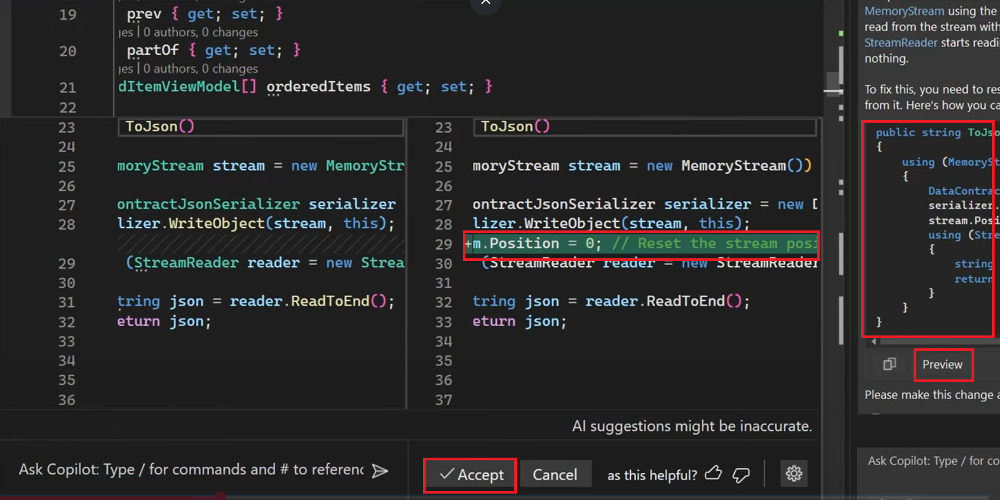 19 prev { get; set; }
ges | 0 authors, 0 changes
20 partOf { get; set; }
ges | 0 authors, 0 changes
21 dItemViewModel[] orderedItems { get; set; }
22
23 ToJson()
24
25 moryStream stream = new MemoryStr
26
27 ontractJsonSerializer serializer
28 lizer.WriteObject(stream, this);
29 (StreamReader reader = new Strea
30
31 tring json = reader.ReadToEnd();
32 eturn json;
33
34
35
36
23 ToJson()
24
25 moryStream stream = new MemoryStream())
26
27 ontractJsonSerializer serializer = new D
28 lizer.WriteObject(stream, this);
29 +m.Position = 0; // Reset the stream posi
30 (StreamReader reader = new StreamReader
31
32 tring json = reader.ReadToEnd();
33 eturn json;
34
35
36
37
AI suggestions might be inaccurate.
Ask Copilot: Type / for commands and # to referenc
Accept Cancel as this helpful?
MemoryStream using the
read from the stream with
StreamReader starts readi
nothing.
To fix this, you need to res
from it. Here's how you ca
public string ToJso
{
using (MemorySt
{
DataContrac
serializer.
stream.Posi
using (Stre
{
string
return
}
}
}
Preview
Please make this change a
Ask Copilot: Type / for co